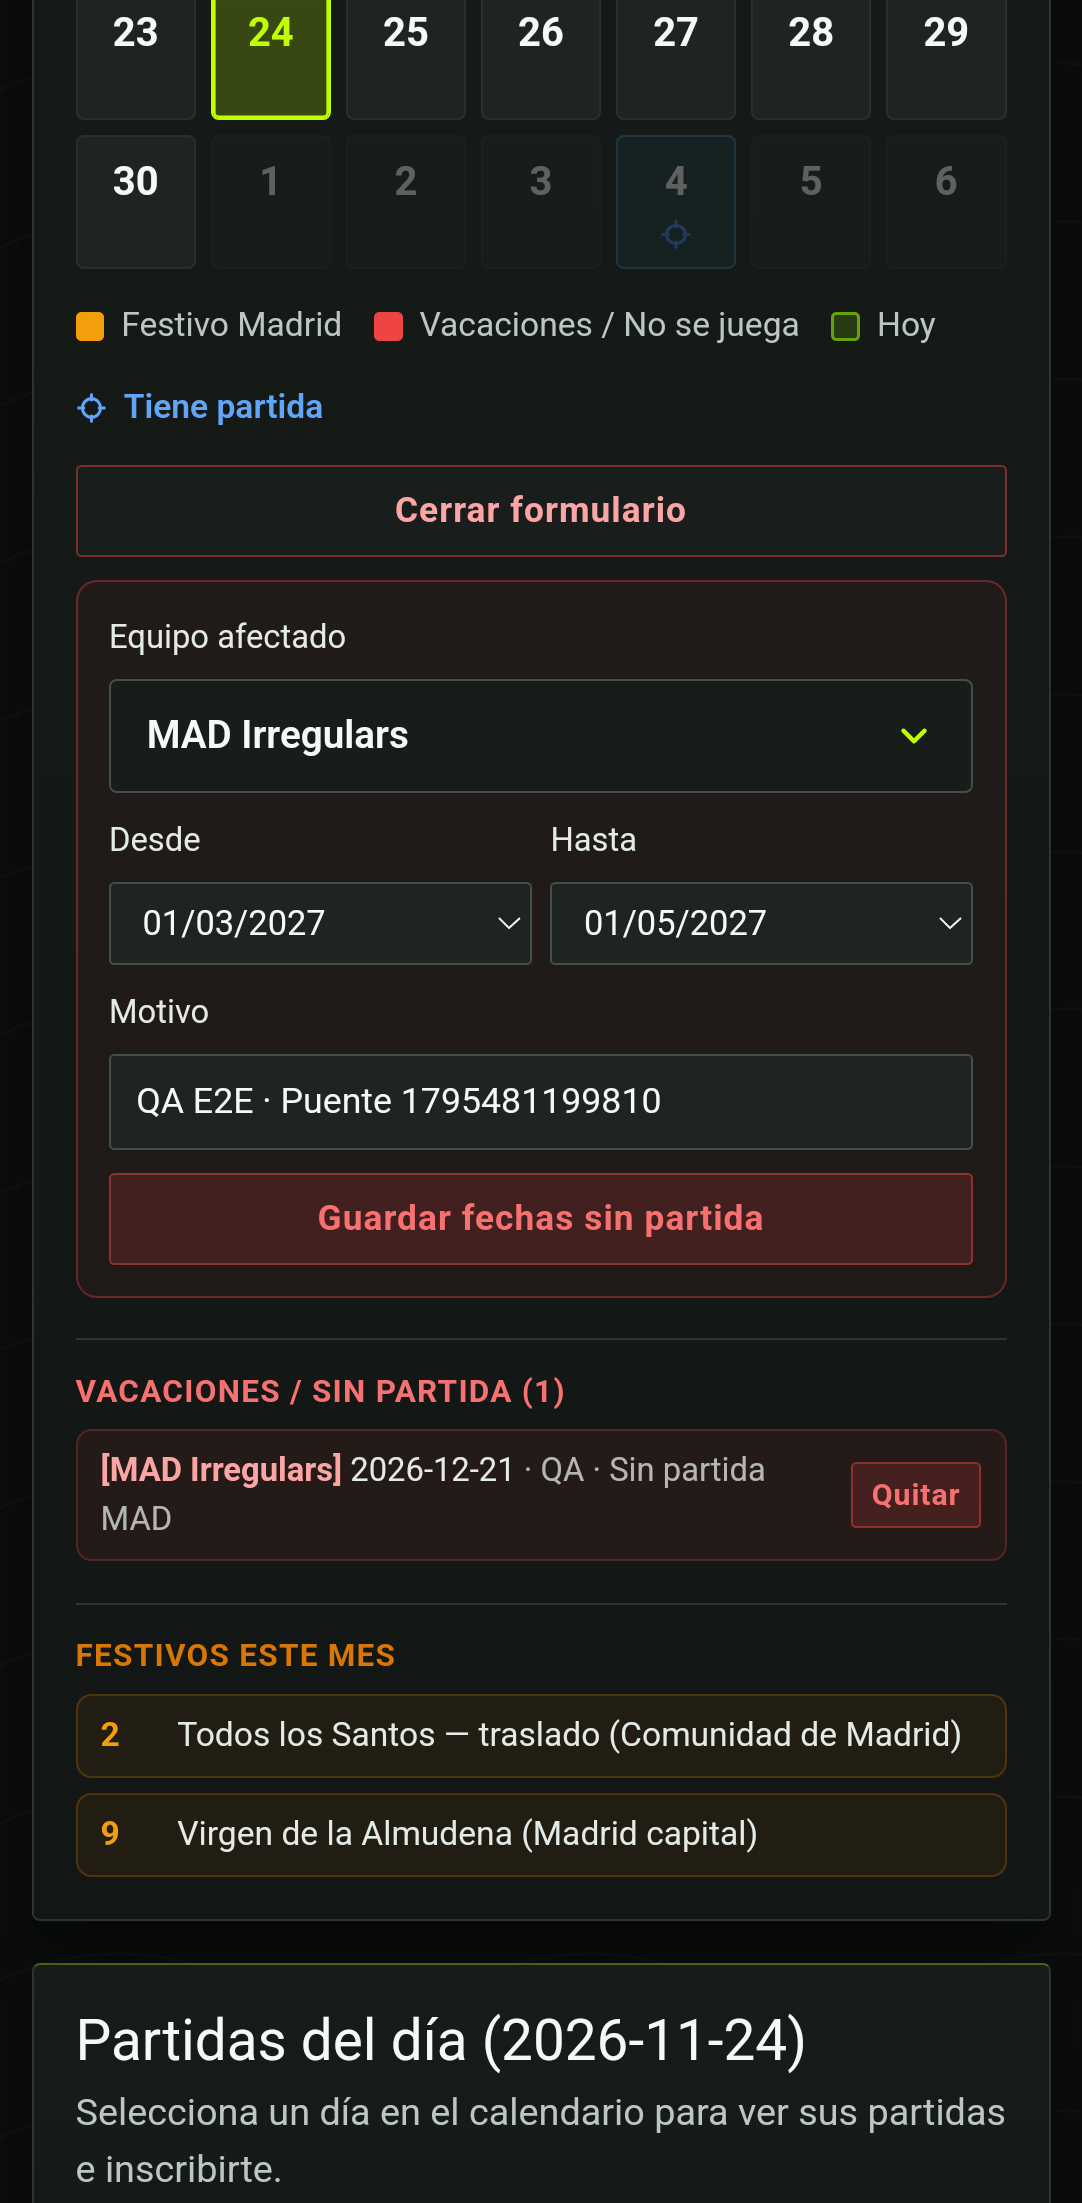 23 24 25 26 27 28 29
30 1 2 3 4 5 6
Festivo Madrid Vacaciones / No se juega Hoy
Tiene partida
Cerrar formulario
Equipo afectado
MAD Irregulars
Desde Hasta
01/03/2027 01/05/2027
Motivo
QA E2E · Puente 1795481199810
Guardar fechas sin partida
VACACIONES / SIN PARTIDA (1)
[MAD Irregulars] 2026-12-21 · QA · Sin partida
MAD
Quitar
FESTIVOS ESTE MES
2 Todos los Santos — traslado (Comunidad de Madrid)
9 Virgen de la Almudena (Madrid capital)
Partidas del día (2026-11-24)
Selecciona un día en el calendario para ver sus partidas
e inscribirte.